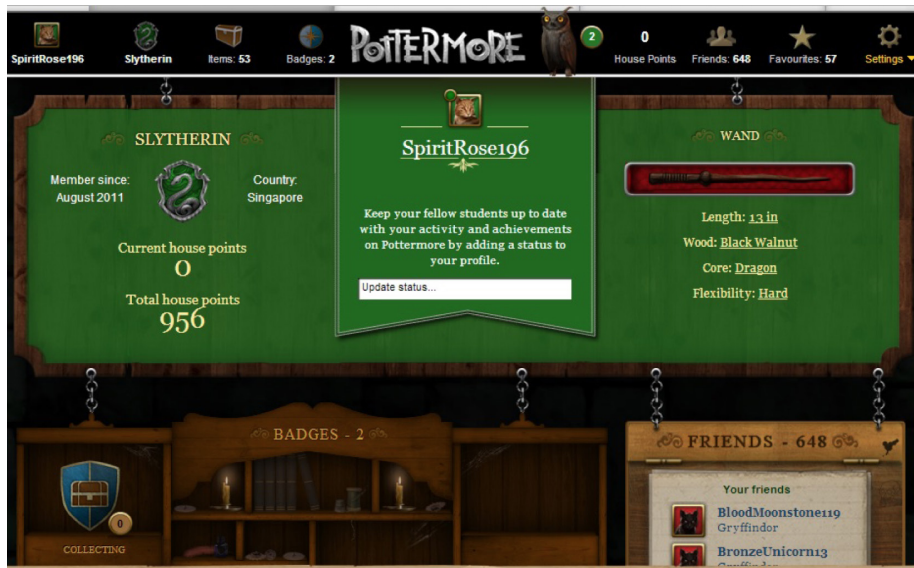 SpiritRose196
Slytherin
Items: 53
Badges: 2
POTTERMORE
2
0
House Points
Friends: 648
Favourites: 57
Settings
SLYTHERIN
Member since:
August 2011
Country:
Singapore
Current house points
0
Total house points
956
SpiritRose196
Keep your fellow students up to date
with your activity and achievements
on Pottermore by adding a status to
your profile.
Update status...
WAND
Length: 13 in
Wood: Black Walnut
Core: Dragon
Flexibility: Hard
BADGES - 2
0
COLLECTING
FRIENDS - 648
Your friends
BloodMoonstone119
Gryffindor
BronzeUnicorn13
Gryffindor